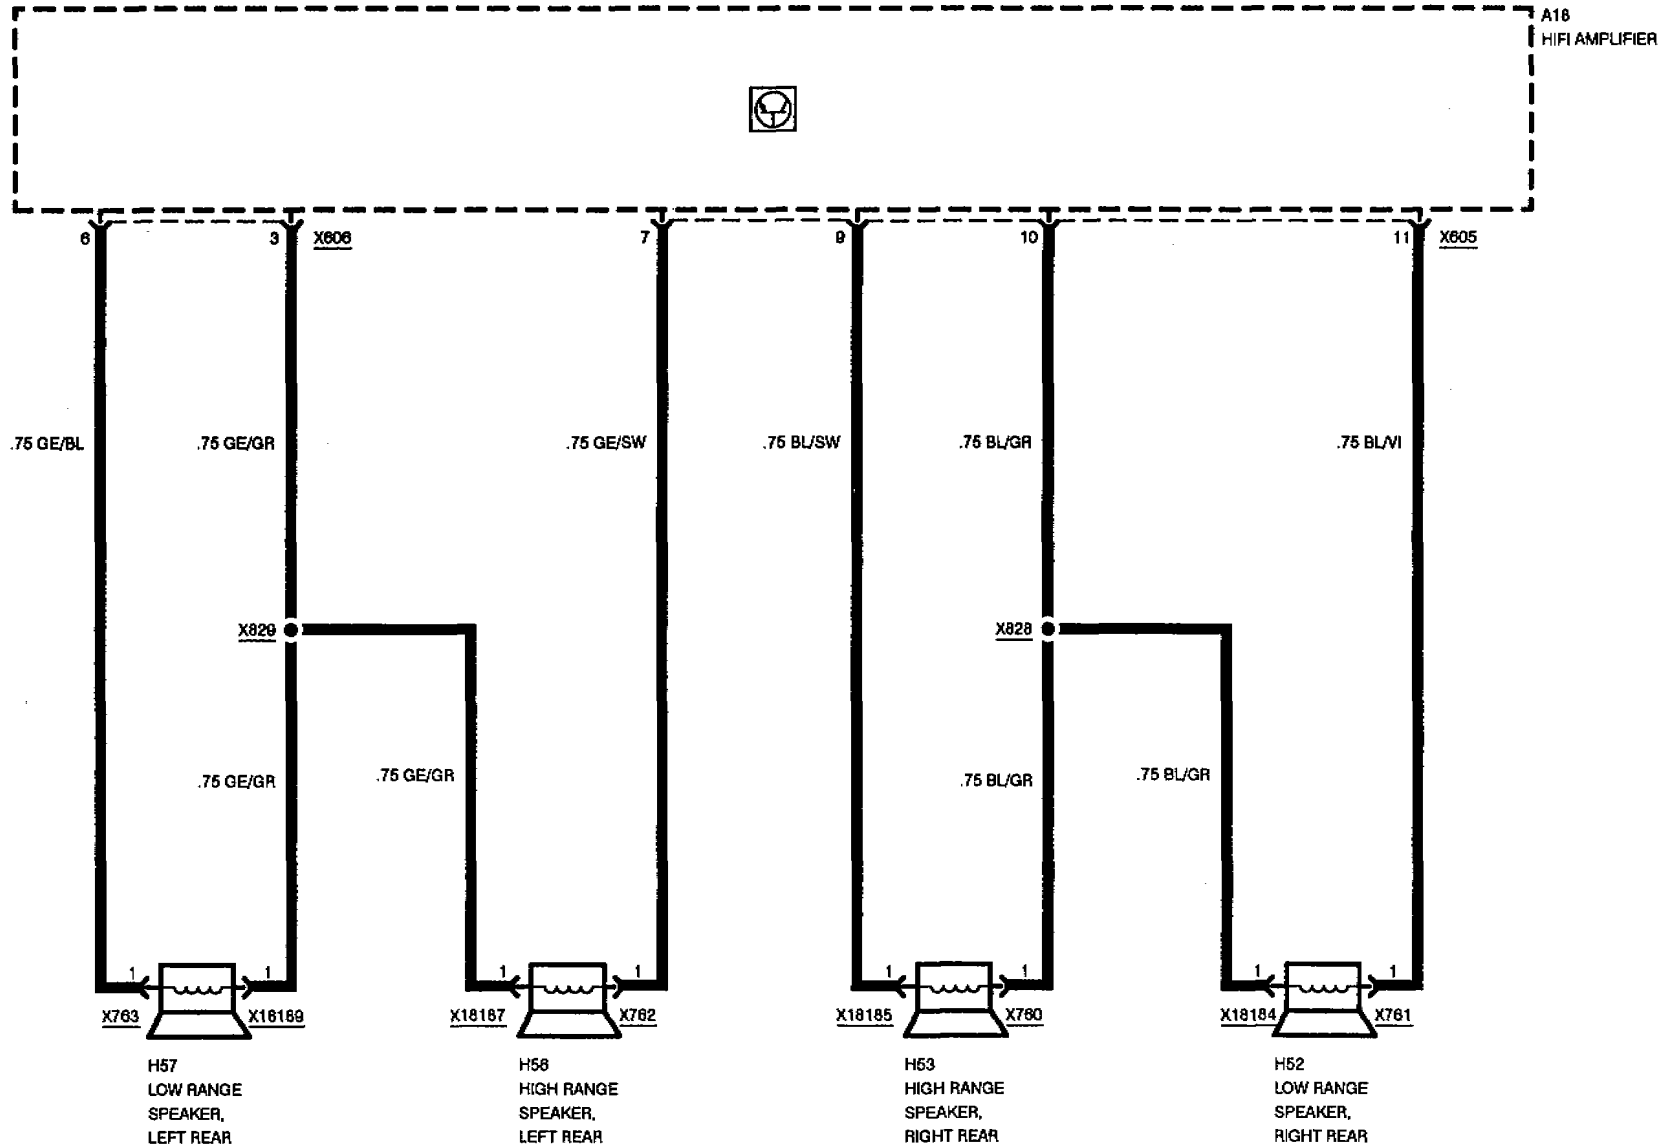 A18
HIFI AMPLIFIER
6
3
X606
7
9
10
11
X605
.75 GE/BL
.75 GE/GR
.75 GE/SW
.75 BL/SW
.75 BL/GR
.75 BL/VI
X829
X828
.75 GE/GR
.75 GE/GR
.75 BL/GR
.75 BL/GR
1
1
1
1
1
1
1
1
X763
X16169
X18187
X762
X18185
X760
X18184
X761
H57
LOW RANGE
SPEAKER,
LEFT REAR
H56
HIGH RANGE
SPEAKER,
LEFT REAR
H53
HIGH RANGE
SPEAKER,
RIGHT REAR
H52
LOW RANGE
SPEAKER,
RIGHT REAR